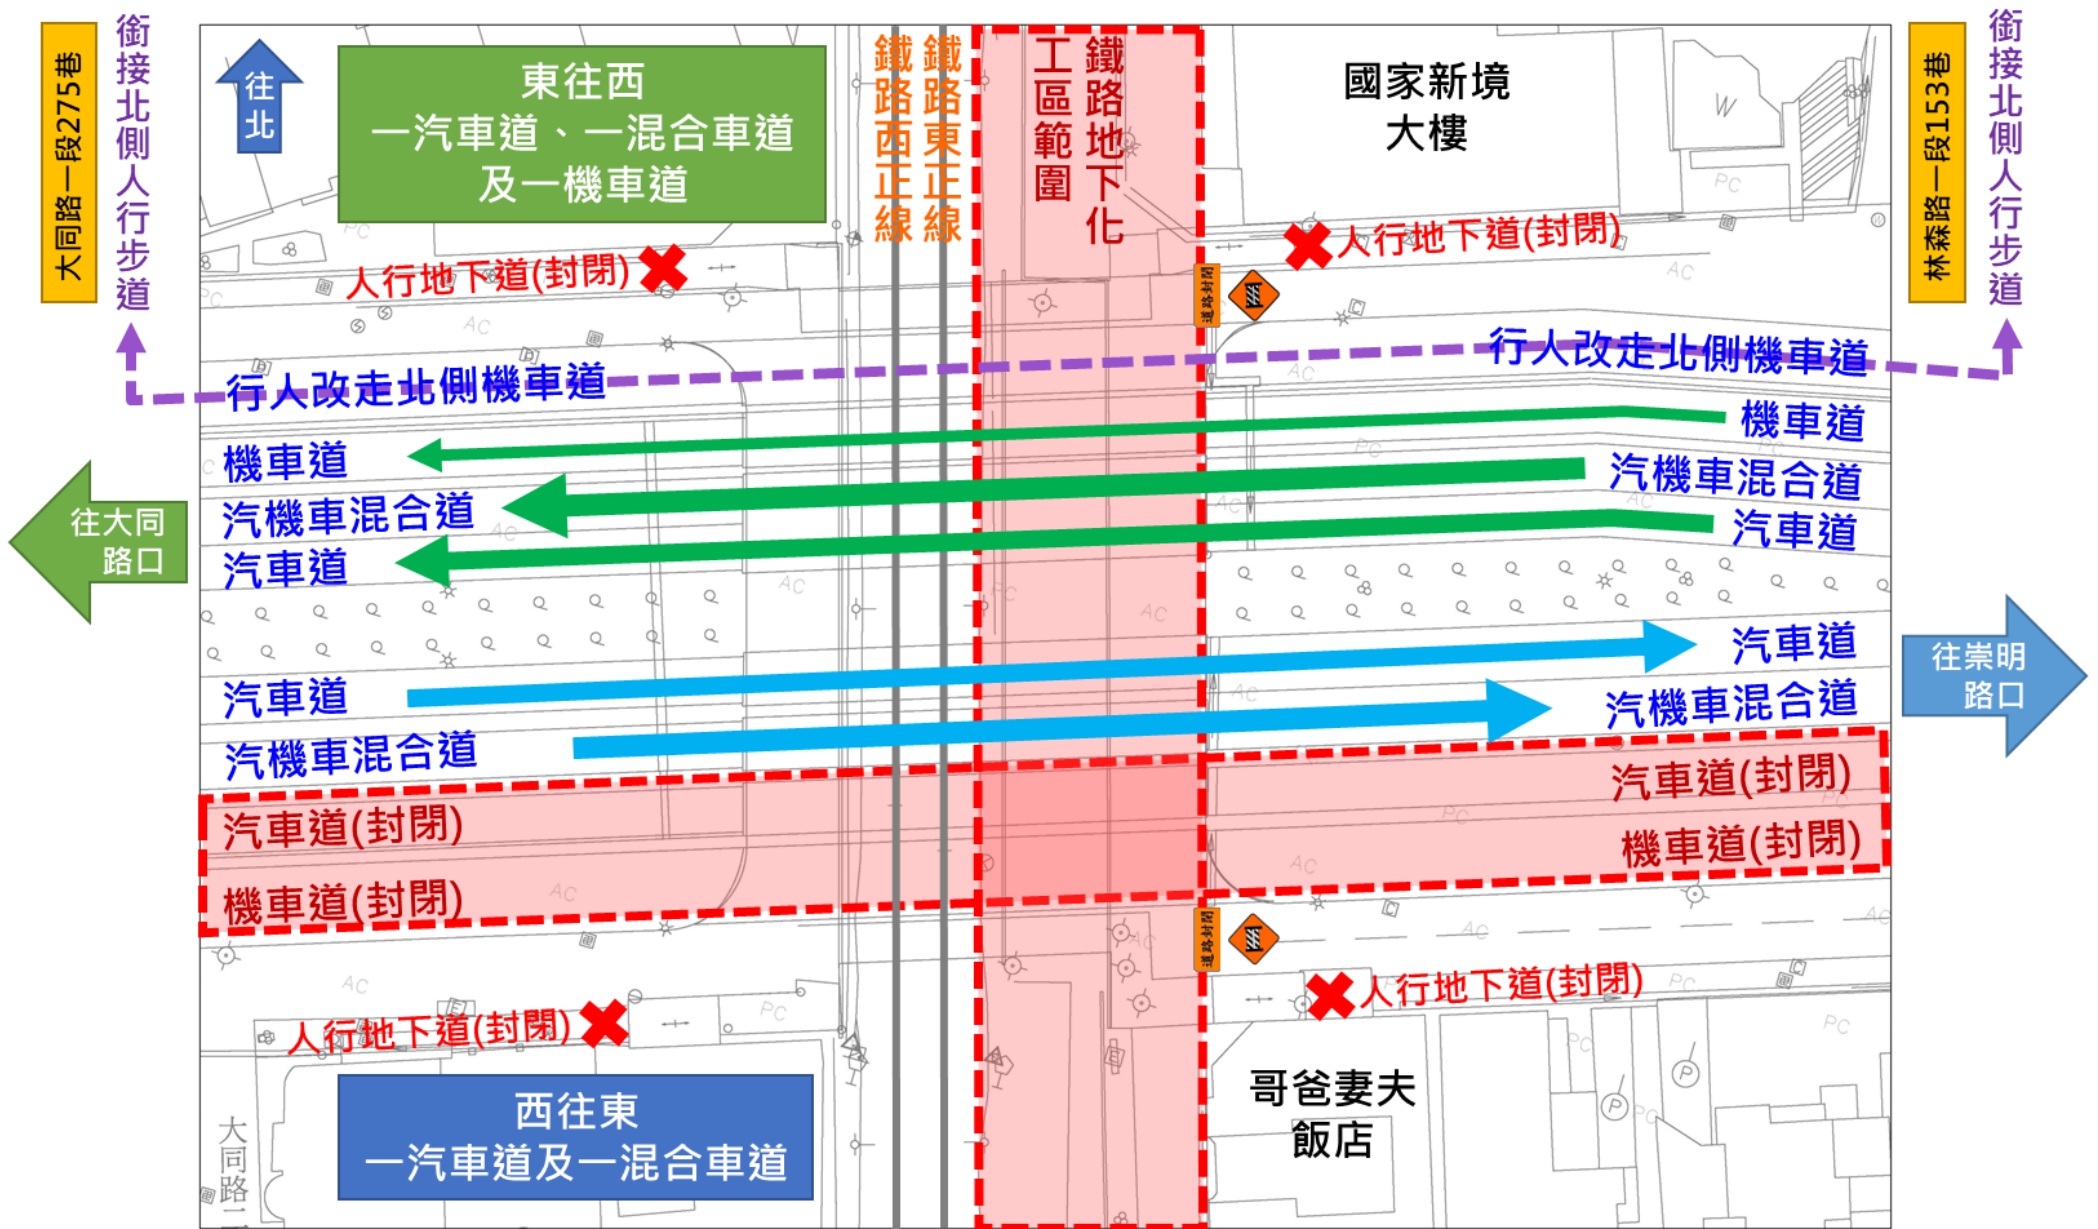 大同路一段275巷
銜接北側人行步道
往北
東往西
一汽車道、一混合車道
及一機車道
鐵路西正線
鐵路東正線
鐵路地下化
工區範圍
國家新境
大樓
林森路一段153巷
銜接北側人行步道
人行地下道(封閉)
人行地下道(封閉)
道路封閉
行人改走北側機車道
行人改走北側機車道
機車道
機車道
汽機車混合道
汽機車混合道
汽車道
汽車道
往大同
路口
汽車道
汽車道
往崇明
路口
汽機車混合道
汽機車混合道
汽車道(封閉)
汽車道(封閉)
機車道(封閉)
機車道(封閉)
道路封閉
人行地下道(封閉)
人行地下道(封閉)
西往東
一汽車道及一混合車道
哥爸妻夫
飯店
大同路二